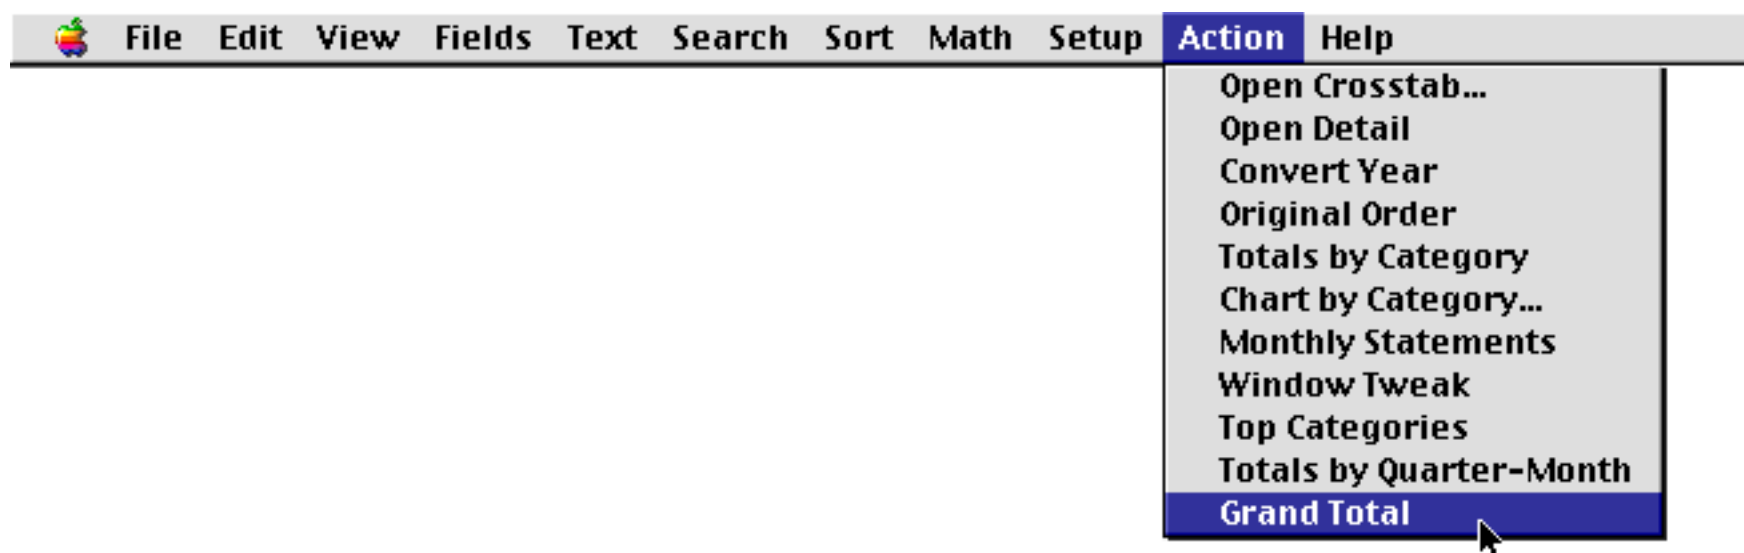 File Edit View Fields Text Search Sort Math Setup Action Help
Open Crosstab...
Open Detail
Convert Year
Original Order
Totals by Category
Chart by Category...
Monthly Statements
Window Tweak
Top Categories
Totals by Quarter-Month
Grand Total